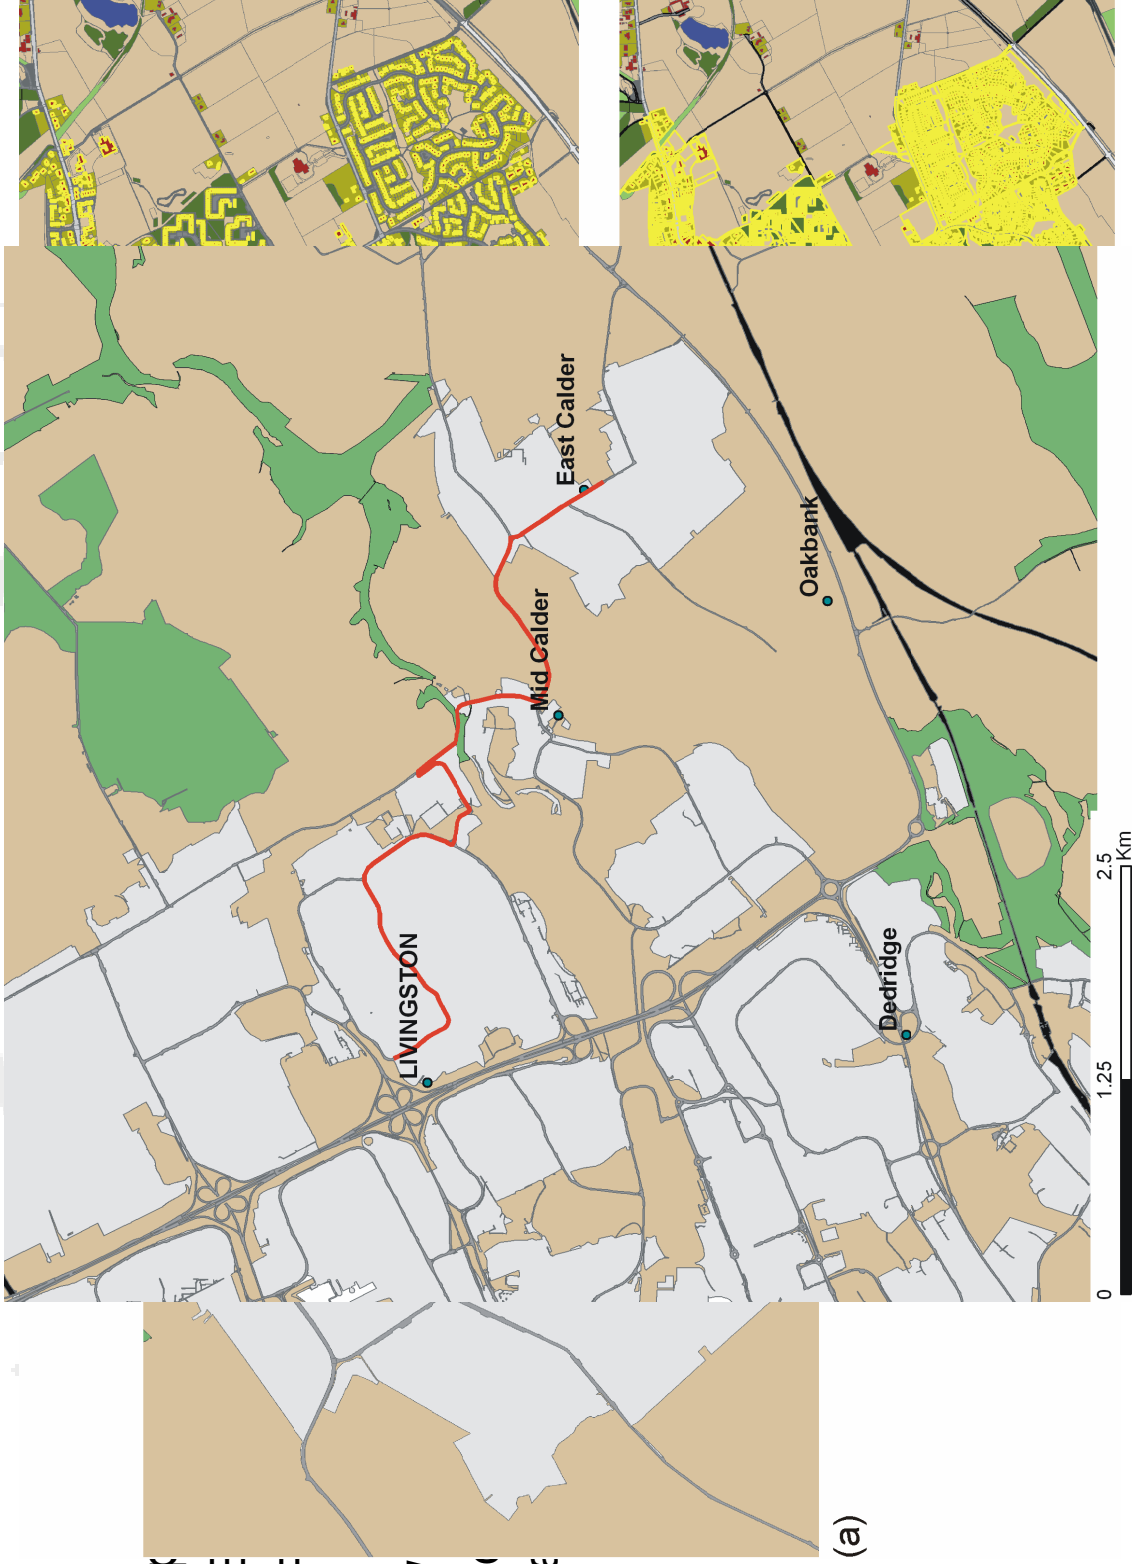 East Calder
Mid Calder
Oakbank
LIVINGSTON
Dedridge
0 1.25 2.5
Km
(a)